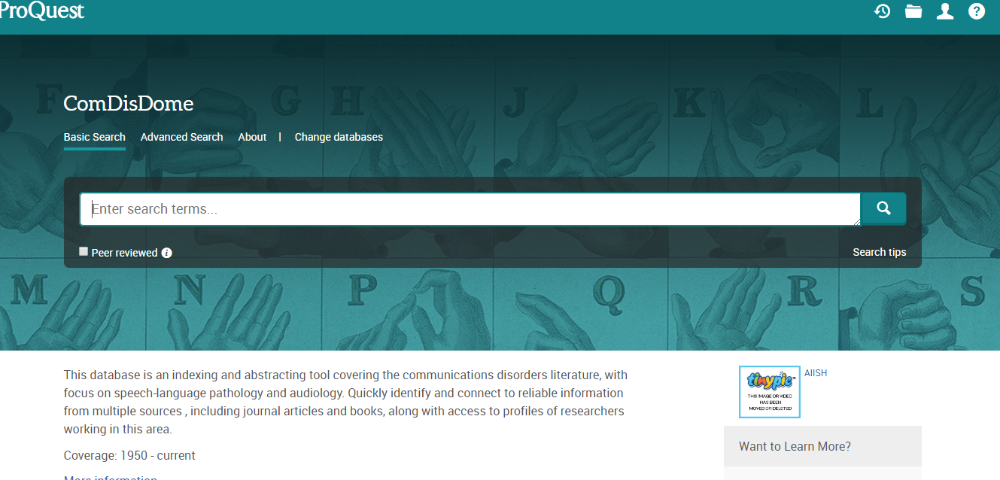 ProQuest
F G H J K L
ComDisDome
Basic Search Advanced Search About | Change databases
Enter search terms...
Peer reviewed i
Search tips
M N P Q R S
This database is an indexing and abstracting tool covering the communications disorders literature, with
focus on speech-language pathology and audiology. Quickly identify and connect to reliable information
from multiple sources , including journal articles and books, along with access to profiles of researchers
working in this area.
Coverage: 1950 - current
More information
tinypic™
THIS IMAGE OR VIDEO
HAS BEEN
MOVED OR DELETED
AIISH
Want to Learn More?